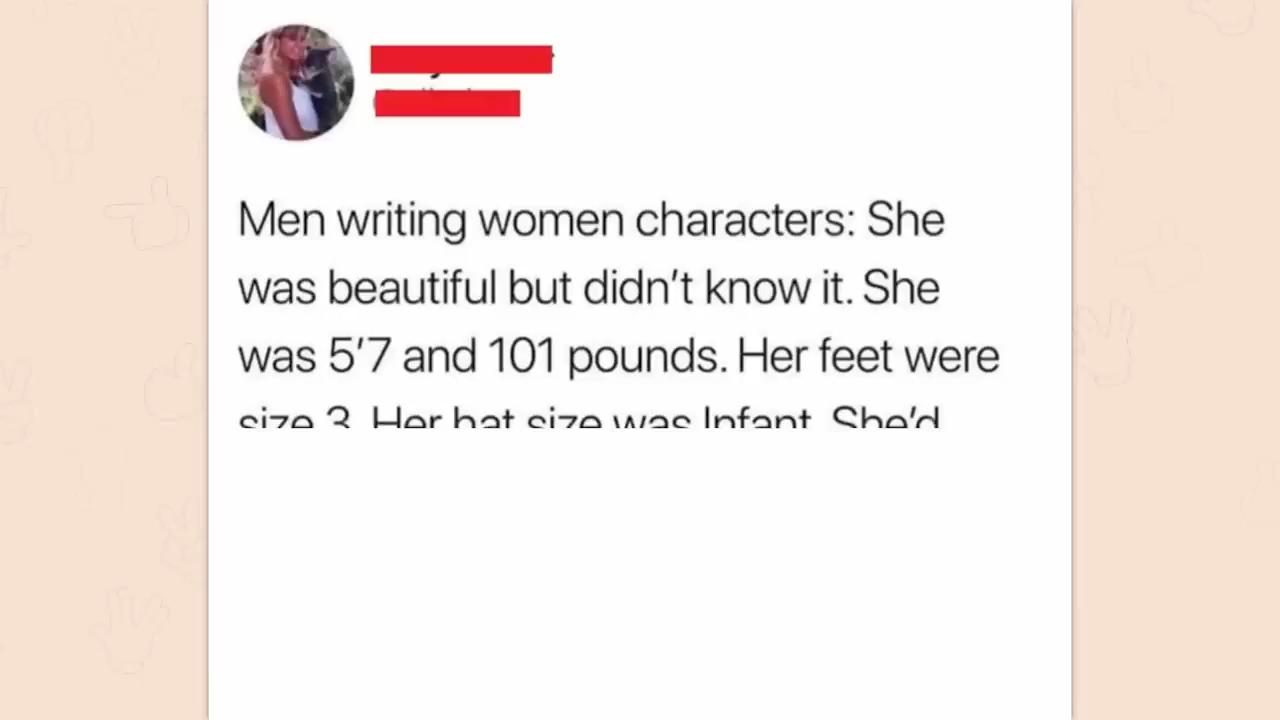 Men writing women characters: She
was beautiful but didn't know it. She
was 5'7 and 101 pounds. Her feet were
size 3. Her hat size was Infant. She'd